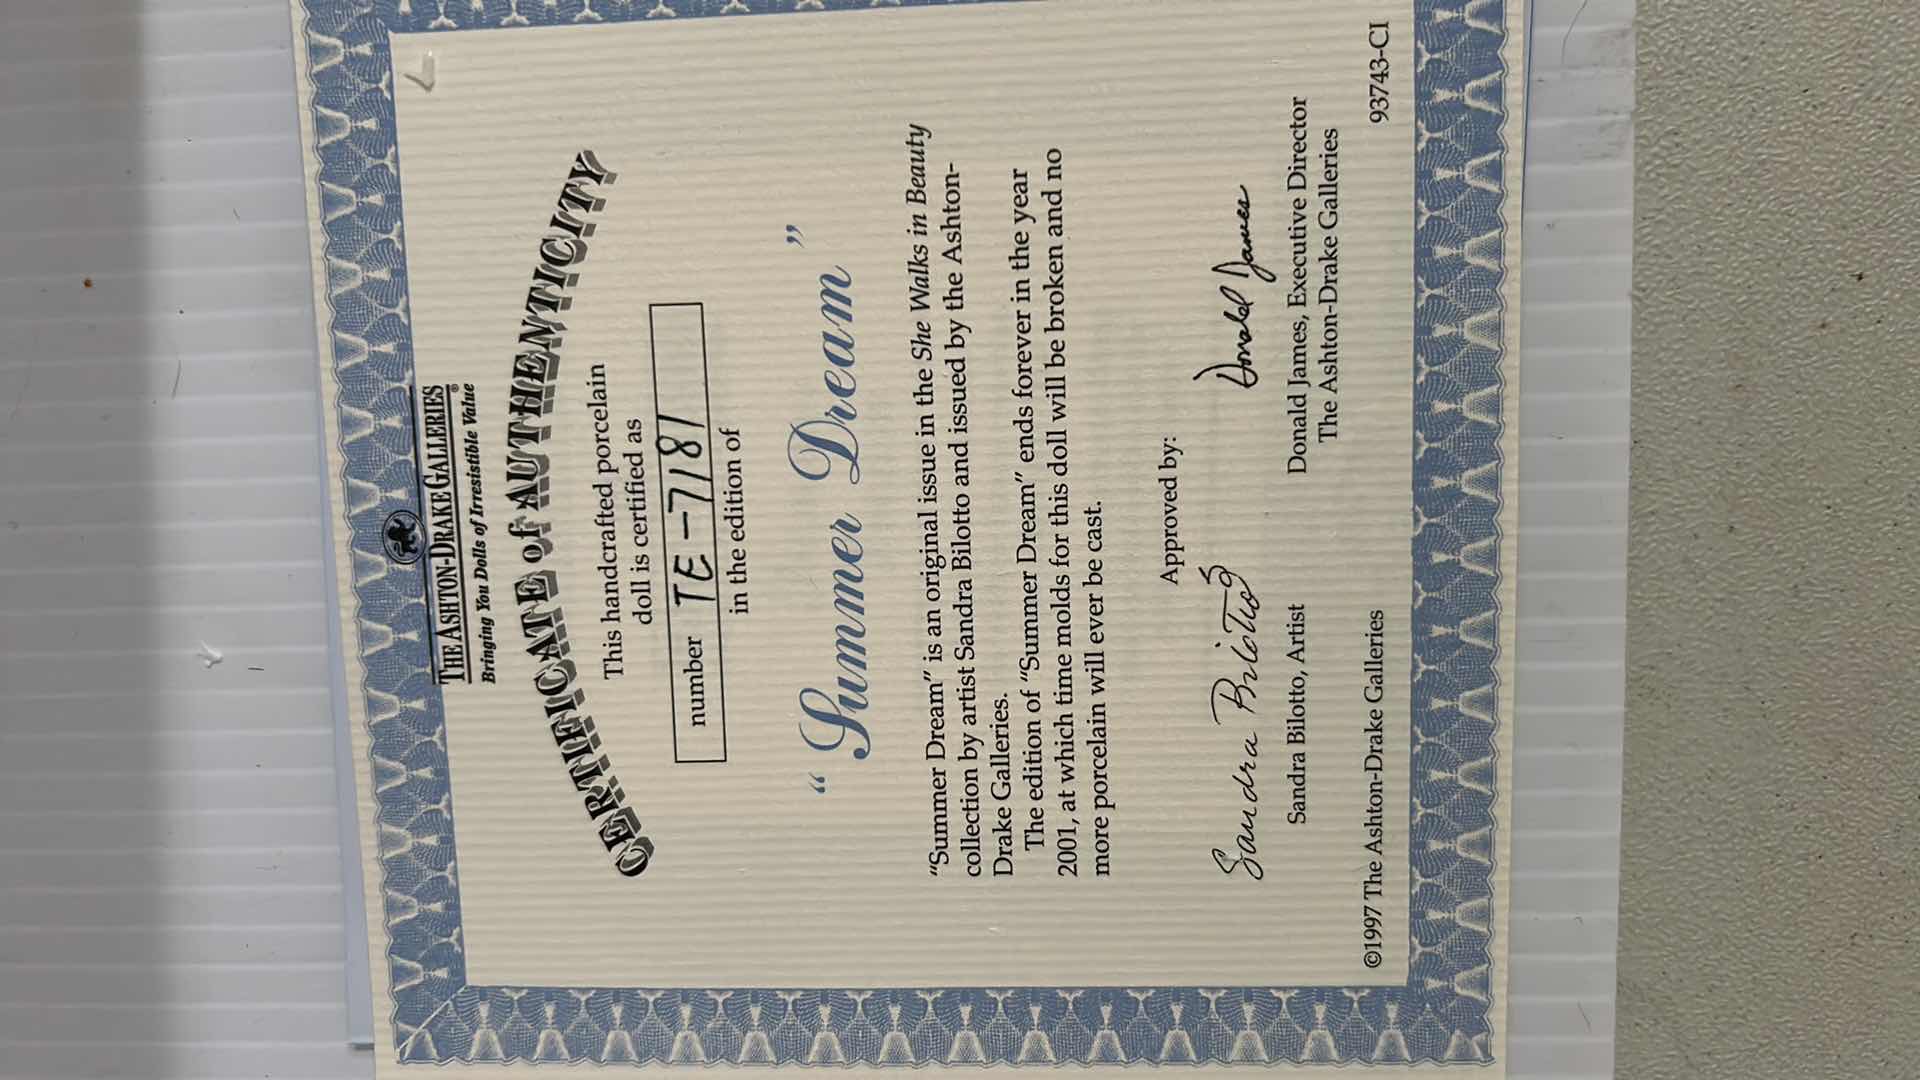 THE ASHTON-DRAKE GALLERIES®
Bringing You Dolls of Irresistible Value
CERTIFICATE of AUTHENTICITY
This handcrafted porcelain
doll is certified as
number TE-7181
in the edition of
“Summer Dream”
“Summer Dream” is an original issue in the She Walks in Beauty
collection by artist Sandra Bilotto and issued by the Ashton-
Drake Galleries.
The edition of “Summer Dream” ends forever in the year
2001, at which time molds for this doll will be broken and no
more porcelain will ever be cast.
Approved by:
Sandra Bilotto Donald James
Sandra Bilotto, Artist Donald James, Executive Director
The Ashton-Drake Galleries
©1997 The Ashton-Drake Galleries 93743-CI